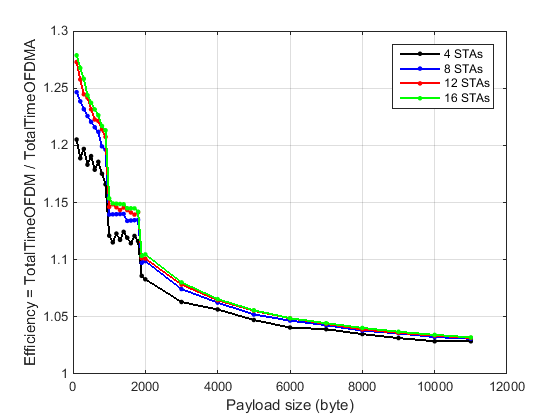 1.3
1.25
1.2
1.15
1.1
1.05
1
Efficiency = TotalTimeOFDM / TotalTimeOFDMA
4 STAs
8 STAs
12 STAs
16 STAs
0 2000 4000 6000 8000 10000 12000
Payload size (byte)